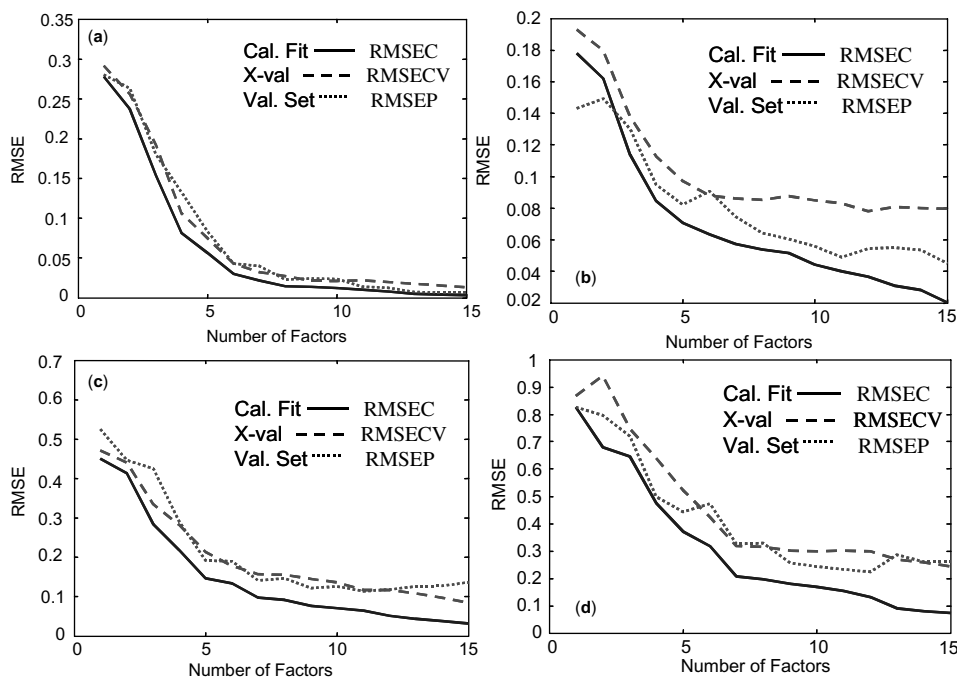 0.35
(a)
0.3
Cal. Fit RMSEC
X-val RMSECV
0.25
Val. Set RMSEP
0.2
RMSE
0.15
0.1
0.05
0
0 5 10 15
Number of Factors
0.2
0.18
Cal. Fit RMSEC
X-val RMSECV
0.16
Val. Set RMSEP
0.14
0.12
RMSE
0.1
0.08
0.06
0.04
(b)
0.02
0 5 10 15
Number of Factors
0.7
(c)
0.6
Cal. Fit RMSEC
X-val RMSECV
0.5
Val. Set RMSEP
0.4
RMSE
0.3
0.2
0.1
0
0 5 10 15
Number of Factors
1
0.9
Cal. Fit RMSEC
X-val RMSECV
0.8
Val. Set RMSEP
0.7
0.6
RMSE
0.5
0.4
0.3
0.2
0.1
(d)
0
0 5 10 15
Number of Factors